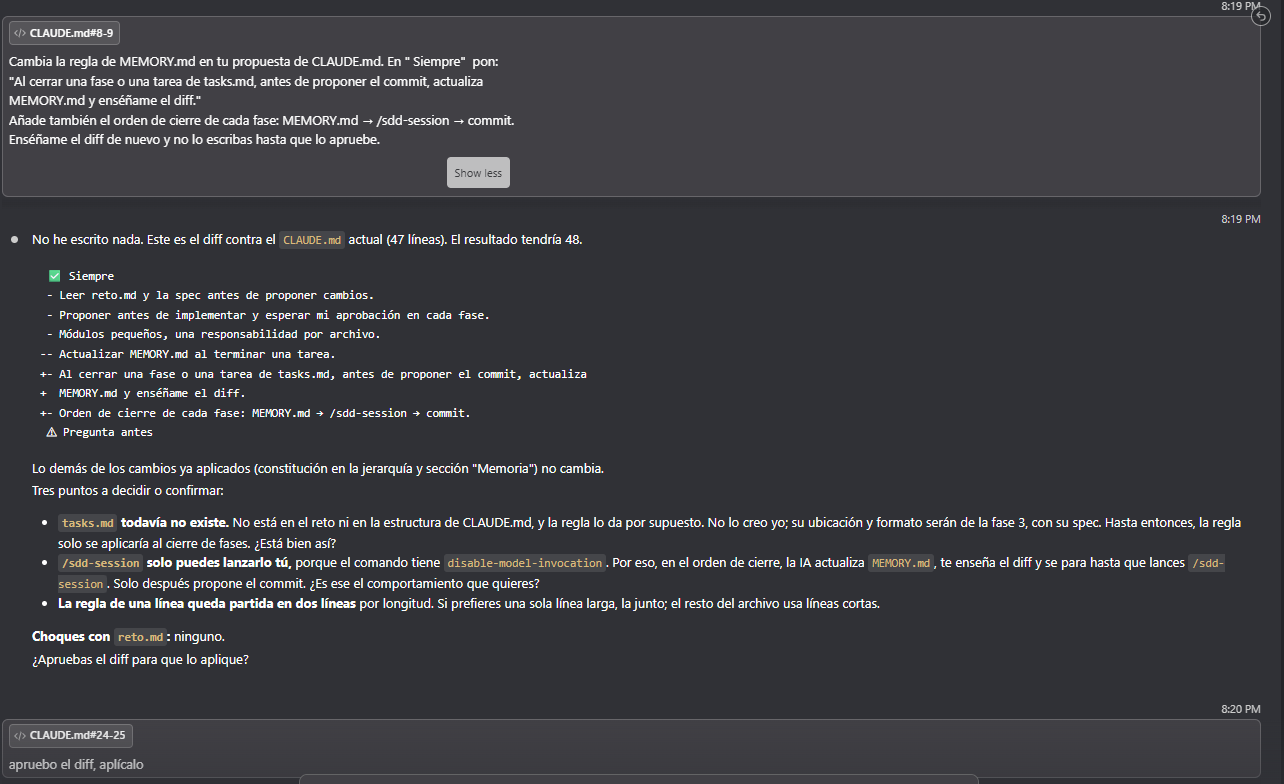 8:19 PM
CLAUDE.md#8-9
Cambia la regla de MEMORY.md en tu propuesta de CLAUDE.md. En " Siempre"  pon:
"Al cerrar una fase o una tarea de tasks.md, antes de proponer el commit, actualiza
MEMORY.md y enséñame el diff."
Añade también el orden de cierre de cada fase: MEMORY.md → /sdd-session → commit.
Enséñame el diff de nuevo y no lo escribas hasta que lo apruebe.
Show less
8:19 PM
No he escrito nada. Este es el diff contra el CLAUDE.md actual (47 líneas). El resultado tendría 48.
✅ Siempre
- Leer reto.md y la spec antes de proponer cambios.
- Proponer antes de implementar y esperar mi aprobación en cada fase.
- Módulos pequeños, una responsabilidad por archivo.
-- Actualizar MEMORY.md al terminar una tarea.
+- Al cerrar una fase o una tarea de tasks.md, antes de proponer el commit, actualiza
+  MEMORY.md y enséñame el diff.
+- Orden de cierre de cada fase: MEMORY.md → /sdd-session → commit.
⚠ Pregunta antes
Lo demás de los cambios ya aplicados (constitución en la jerarquía y sección "Memoria") no cambia.
Tres puntos a decidir o confirmar:
• tasks.md todavía no existe. No está en el reto ni en la estructura de CLAUDE.md, y la regla lo da por supuesto. No lo creo yo; su ubicación y formato serán de la fase 3, con su spec. Hasta entonces, la regla
solo se aplicaría al cierre de fases. ¿Está bien así?
• /sdd-session solo puedes lanzarlo tú, porque el comando tiene disable-model-invocation. Por eso, en el orden de cierre, la IA actualiza MEMORY.md, te enseña el diff y se para hasta que lances /sdd-
session. Solo después propone el commit. ¿Es ese el comportamiento que quieres?
• La regla de una línea queda partida en dos líneas por longitud. Si prefieres una sola línea larga, la junto; el resto del archivo usa líneas cortas.
Choques con reto.md: ninguno.
¿Apruebas el diff para que lo aplique?
8:20 PM
CLAUDE.md#24-25
apruebo el diff, aplícalo